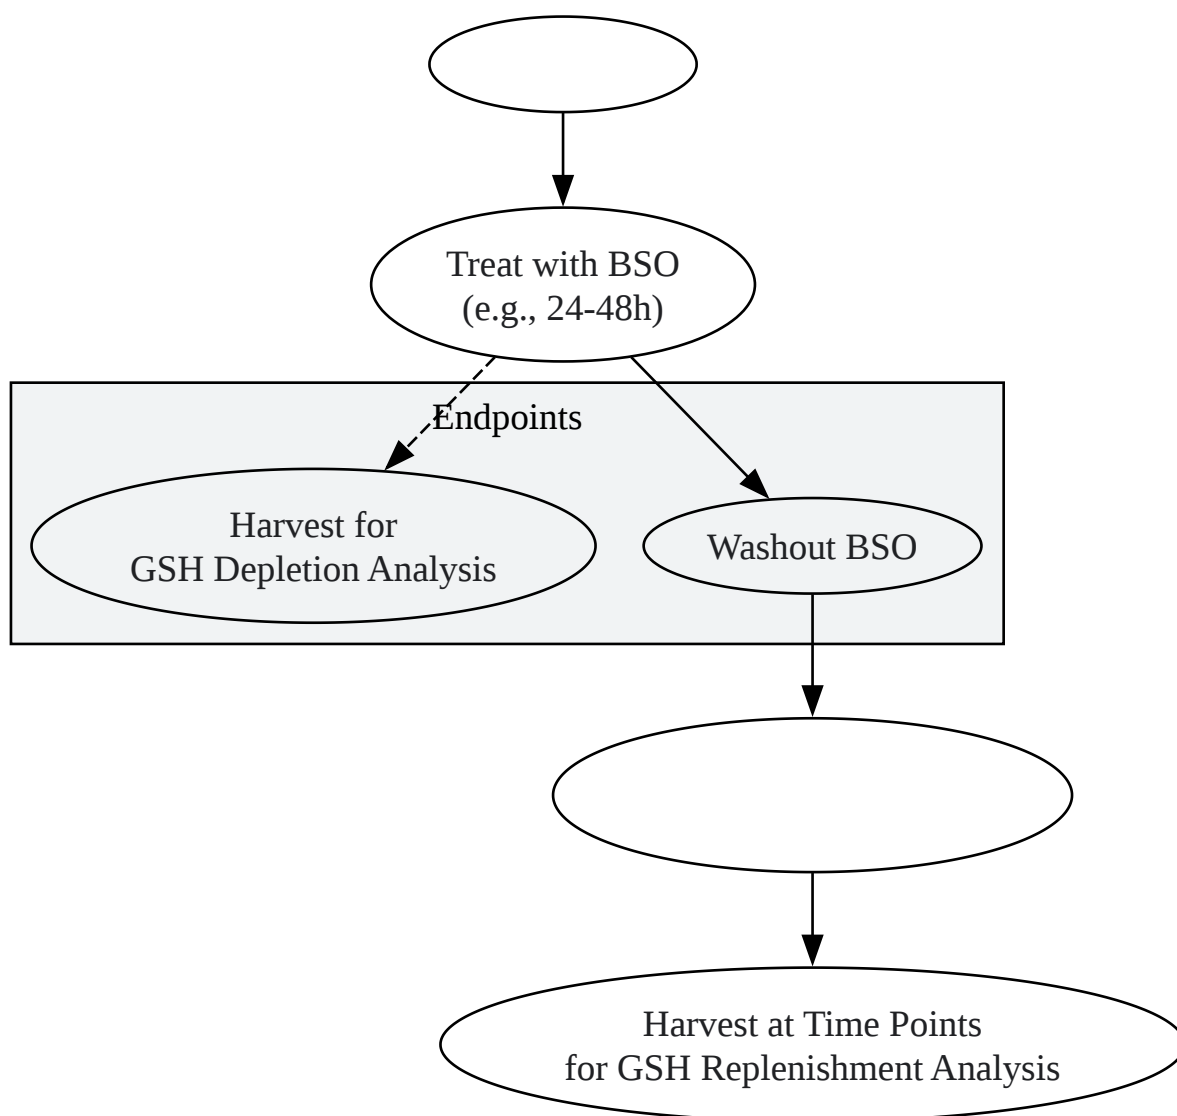 Treat with BSO
(e.g., 24-48h)
Endpoints
Harvest for
GSH Depletion Analysis
Washout BSO
Harvest at Time Points
for GSH Replenishment Analysis